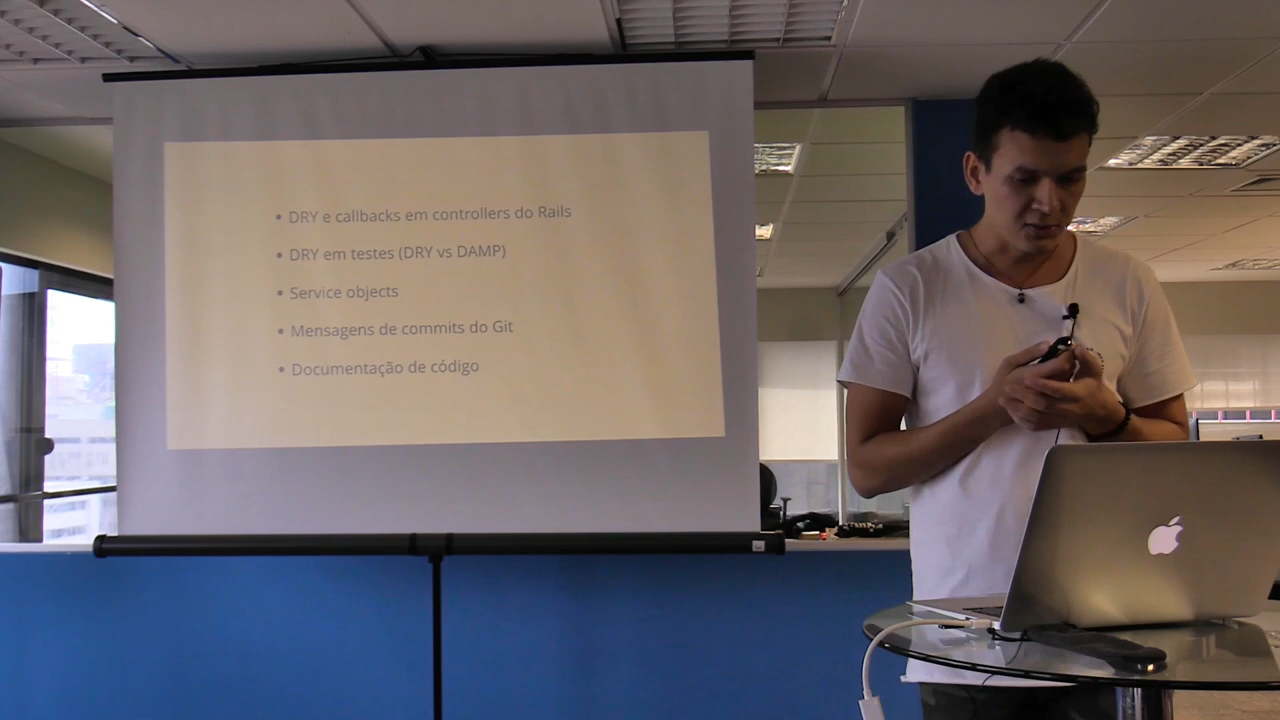 • DRY e callbacks em controllers do Rails
• DRY em testes (DRY vs DAMP)
• Service objects
• Mensagens de commits do Git
• Documentação de código